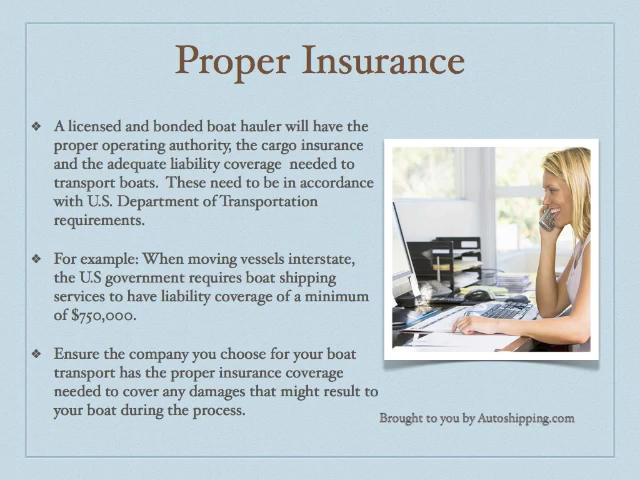 Proper Insurance
❖ A licensed and bonded boat hauler will have the
proper operating authority, the cargo insurance
and the adequate liability coverage needed to
transport boats. These need to be in accordance
with U.S. Department of Transportation
requirements.
❖ For example: When moving vessels interstate,
the U.S government requires boat shipping
services to have liability coverage of a minimum
of $750,000.
❖ Ensure the company you choose for your boat
transport has the proper insurance coverage
needed to cover any damages that might result to
your boat during the process.
Brought to you by Autoshipping.com